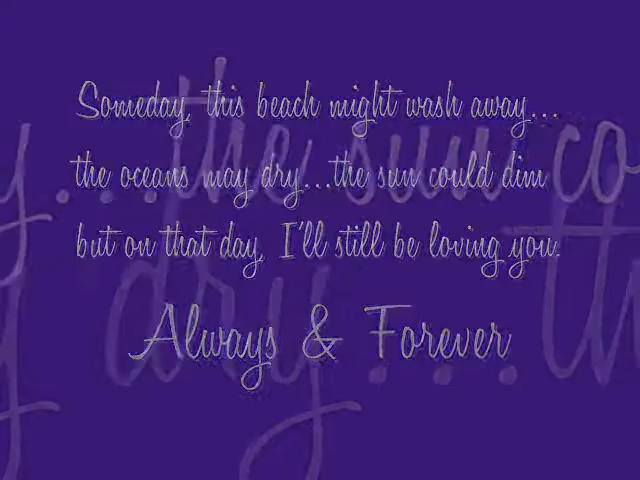 Someday, this beach might wash away...
the oceans may dry...the sun could dim
but on that day, I'll still be loving you.
Always & Forever